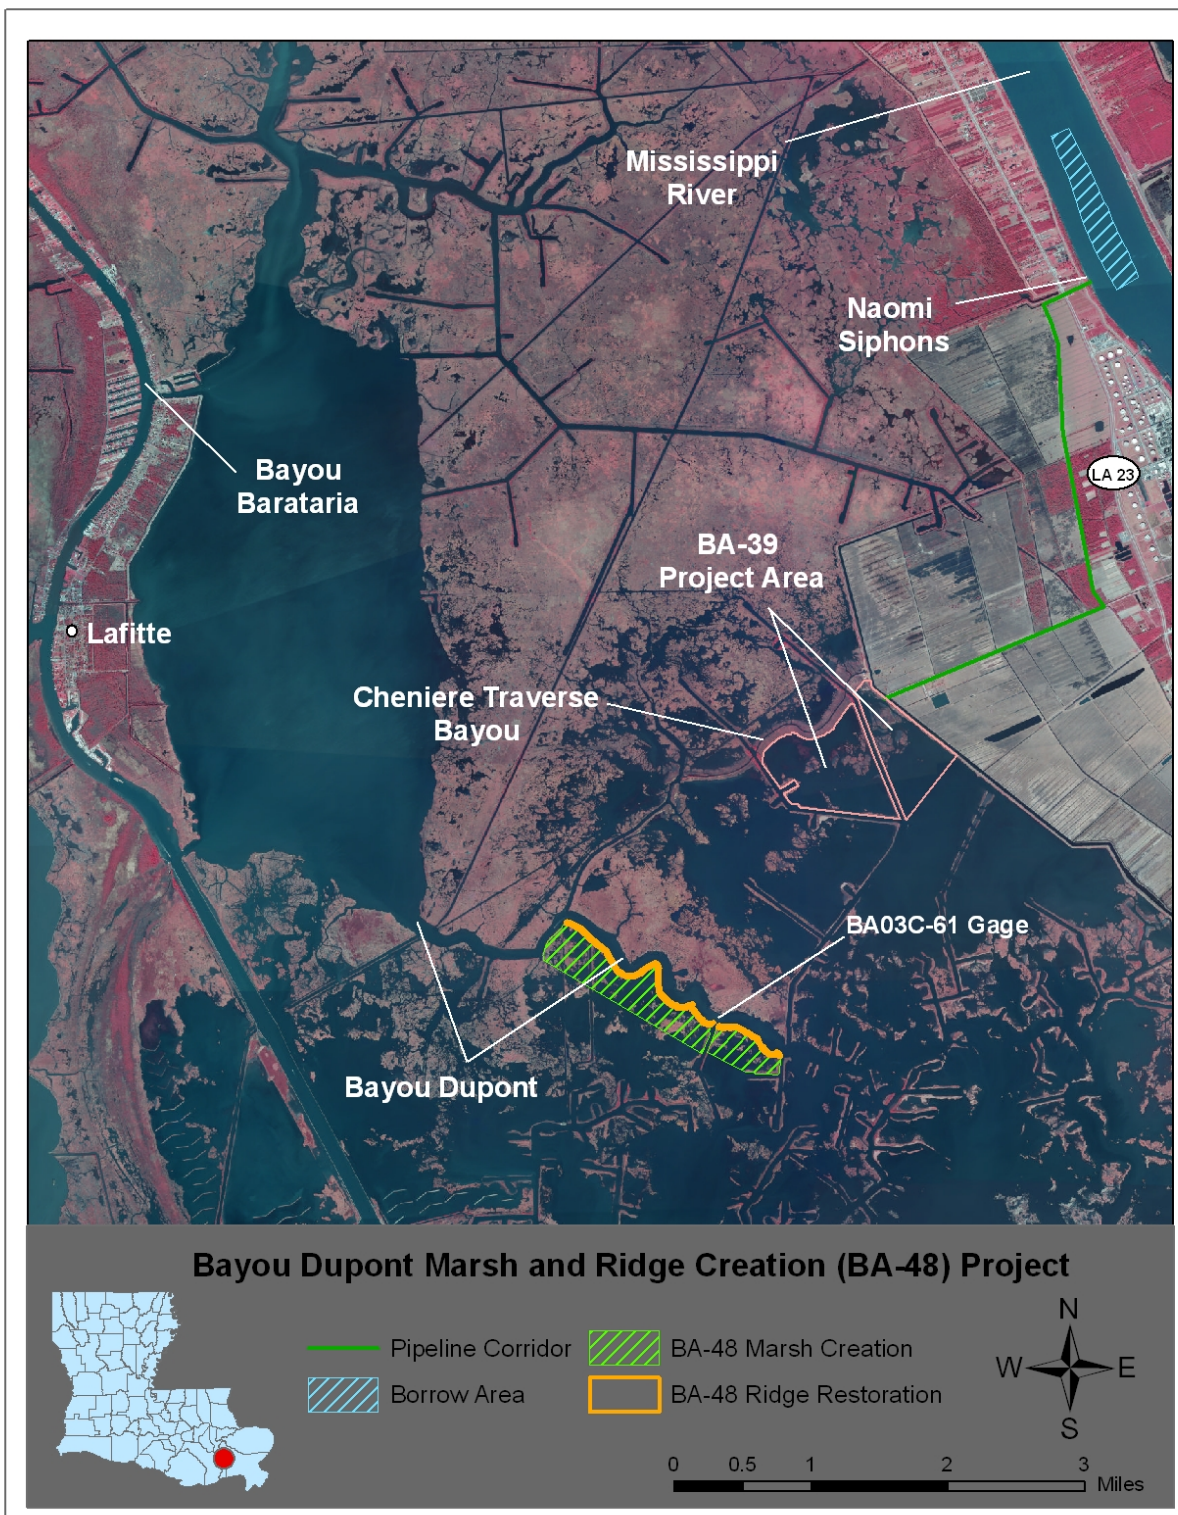 Mississippi
River
Naomi
Siphons
Bayou
Barataria
LA 23
BA-39
Project Area
Lafitte
Cheniere Traverse
Bayou
BA03C-61 Gage
Bayou Dupont
Bayou Dupont Marsh and Ridge Creation (BA-48) Project
Pipeline Corridor
BA-48 Marsh Creation
Borrow Area
BA-48 Ridge Restoration
N
W E
S
0 0.5 1 2 3
Miles